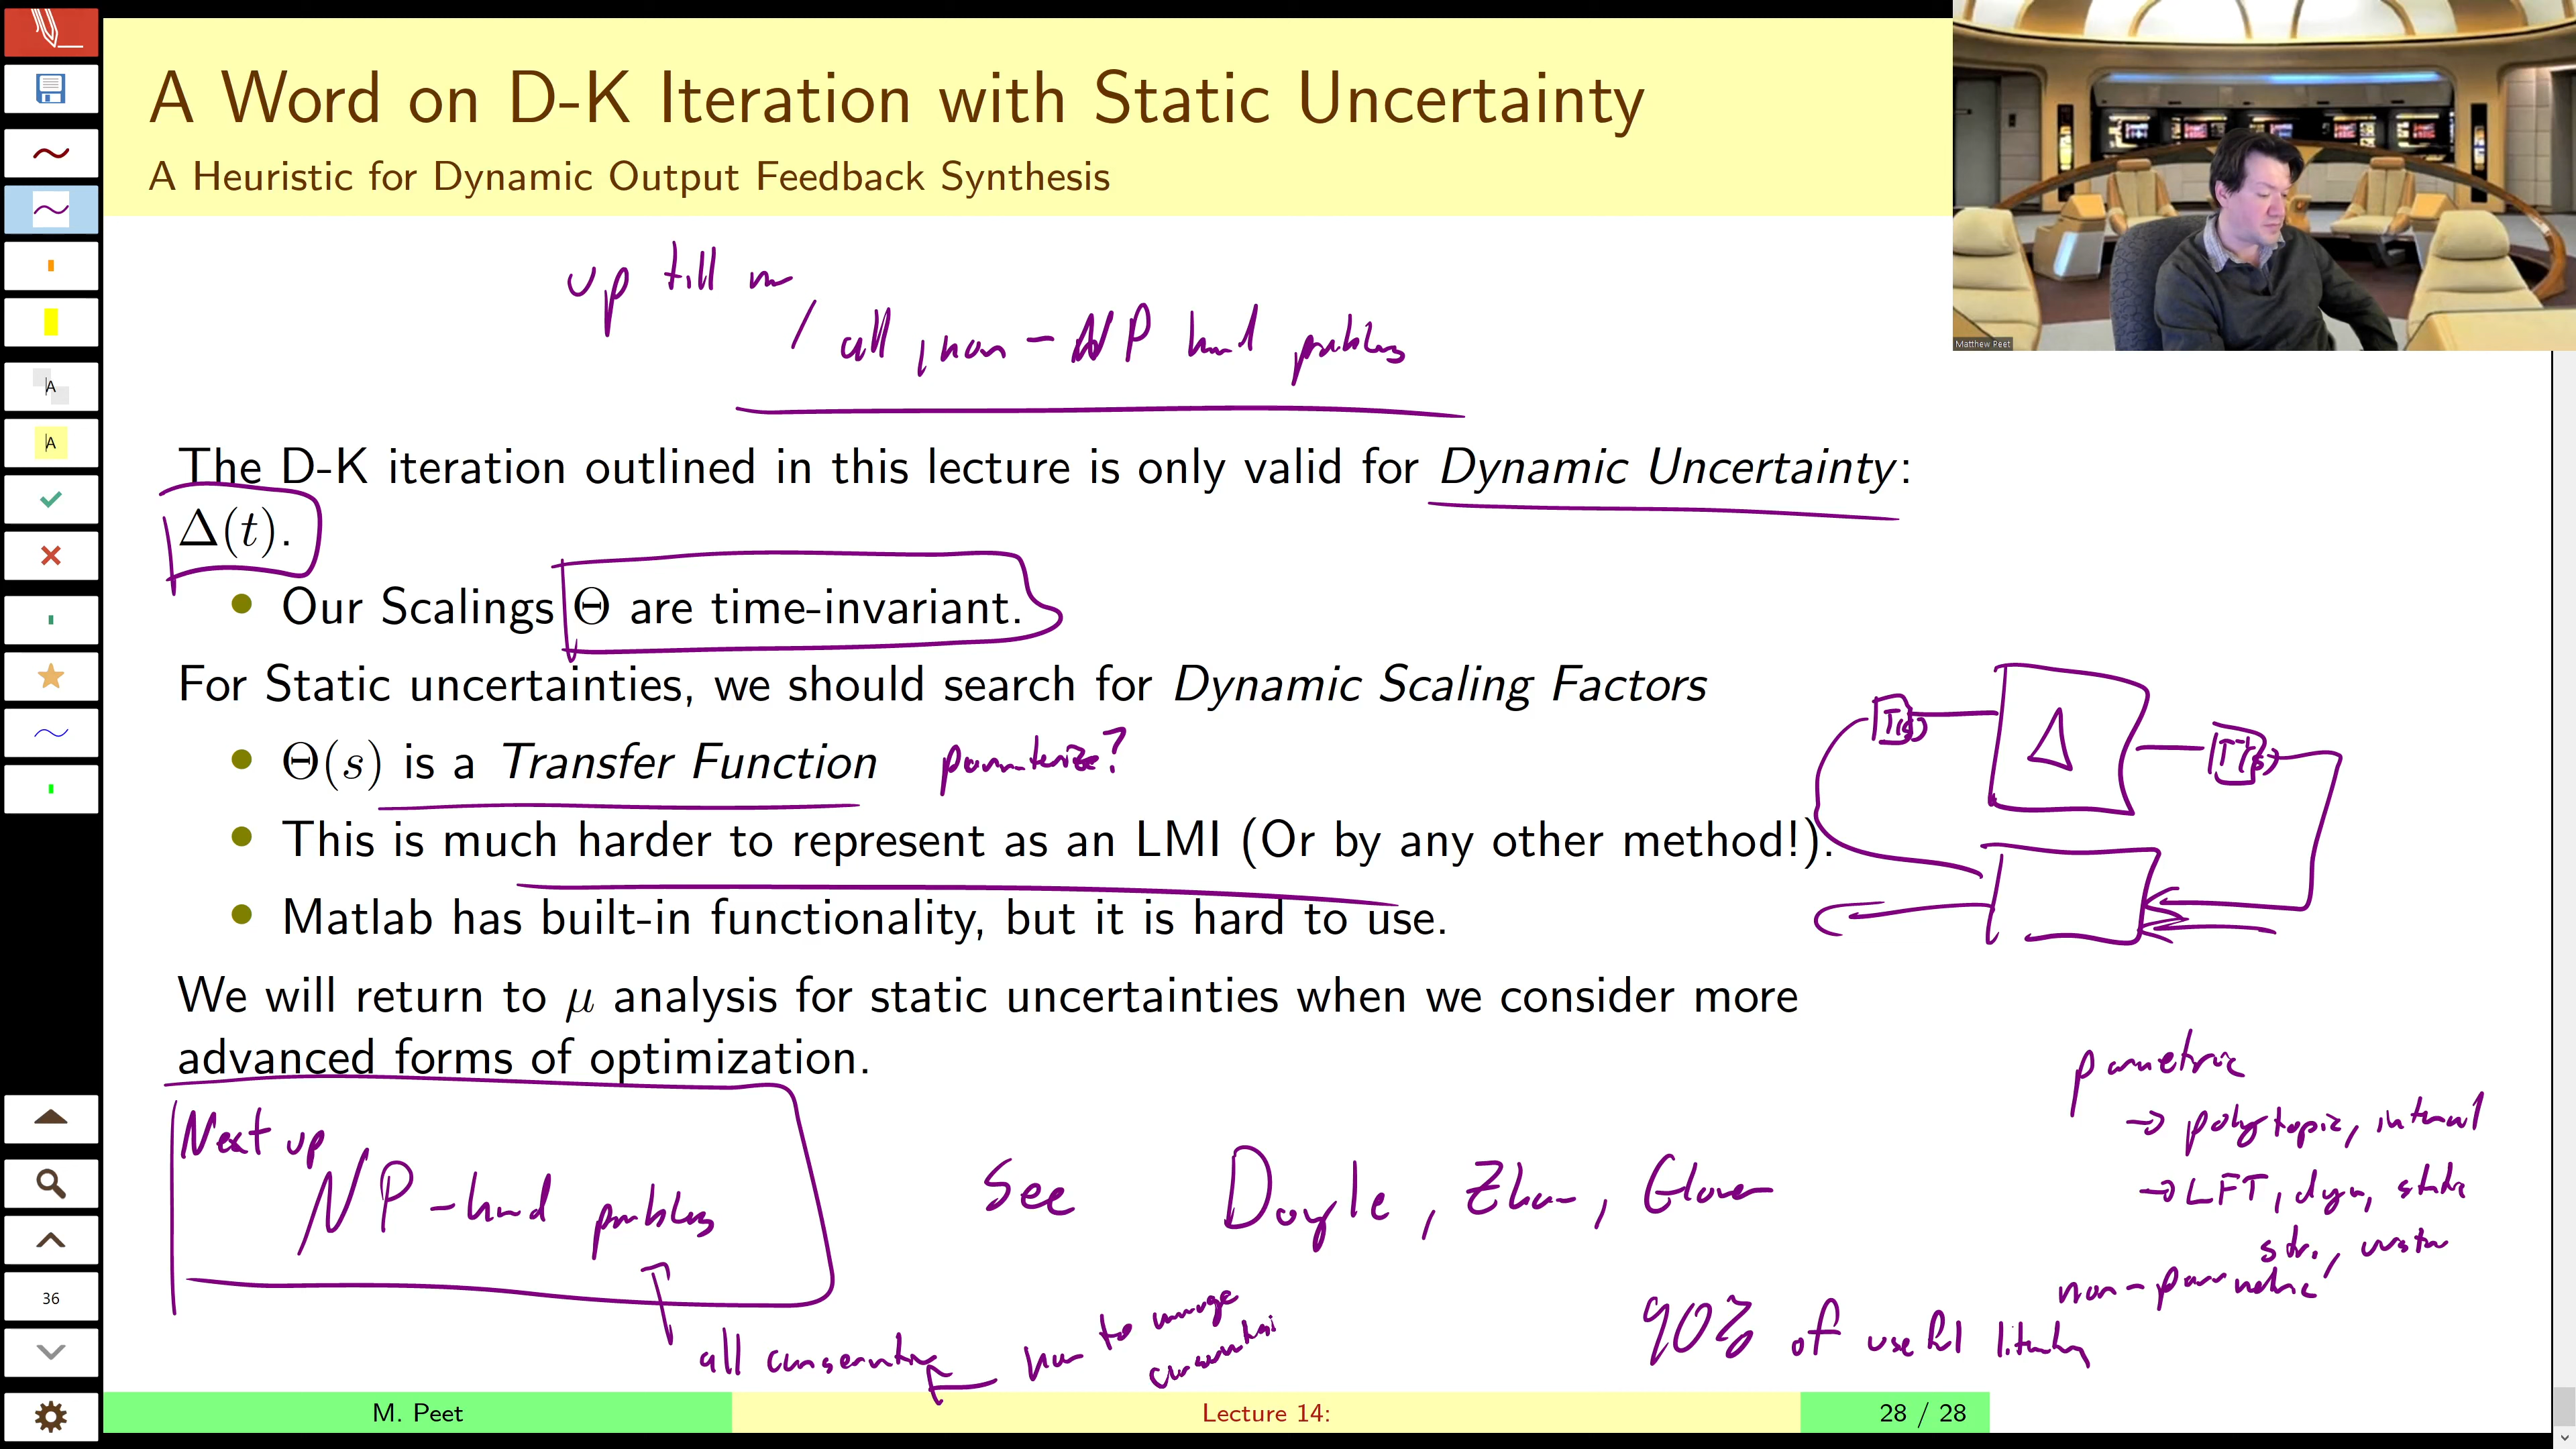 A Word on D-K Iteration with Static Uncertainty
A Heuristic for Dynamic Output Feedback Synthesis
Matthew Peet
up till
all, non-NP hard problems
The D-K iteration outlined in this lecture is only valid for Dynamic Uncertainty:
Δ(t).
• Our Scalings Θ are time-invariant.
For Static uncertainties, we should search for Dynamic Scaling Factors
• Θ(s) is a Transfer Function parameterize?
• This is much harder to represent as an LMI (Or by any other method!).
• Matlab has built-in functionality, but it is hard to use.
T(s) Δ T⁻¹(s)
We will return to μ analysis for static uncertainties when we consider more
advanced forms of optimization.
Next up
NP-hard problems
See Doyle, Zhou, Glover
all conservative
how to manage
parametric
→ polytopic, interval
→ LFT, dyn, static
str.,
non-parametric
90% of useful
36
M. Peet
Lecture 14:
28 / 28